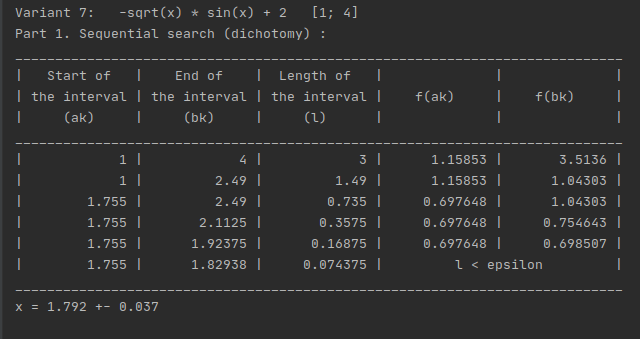 Variant 7:   -sqrt(x) * sin(x) + 2   [1; 4]
Part 1. Sequential search (dichotomy) :
____________________________________________________________________________
|   Start of   |    End of    |  Length of   |              |              |
| the interval | the interval | the interval |    f(ak)     |    f(bk)     |
|     (ak)     |     (bk)     |     (l)      |              |              |
____________________________________________________________________________
|            1 |            4 |            3 |      1.15853 |       3.5136 |
|            1 |         2.49 |         1.49 |      1.15853 |      1.04303 |
|        1.755 |         2.49 |        0.735 |     0.697648 |      1.04303 |
|        1.755 |       2.1125 |       0.3575 |     0.697648 |     0.754643 |
|        1.755 |      1.92375 |      0.16875 |     0.697648 |     0.698507 |
|        1.755 |      1.82938 |     0.074375 |         l < epsilon         |
____________________________________________________________________________
x = 1.792 +- 0.037